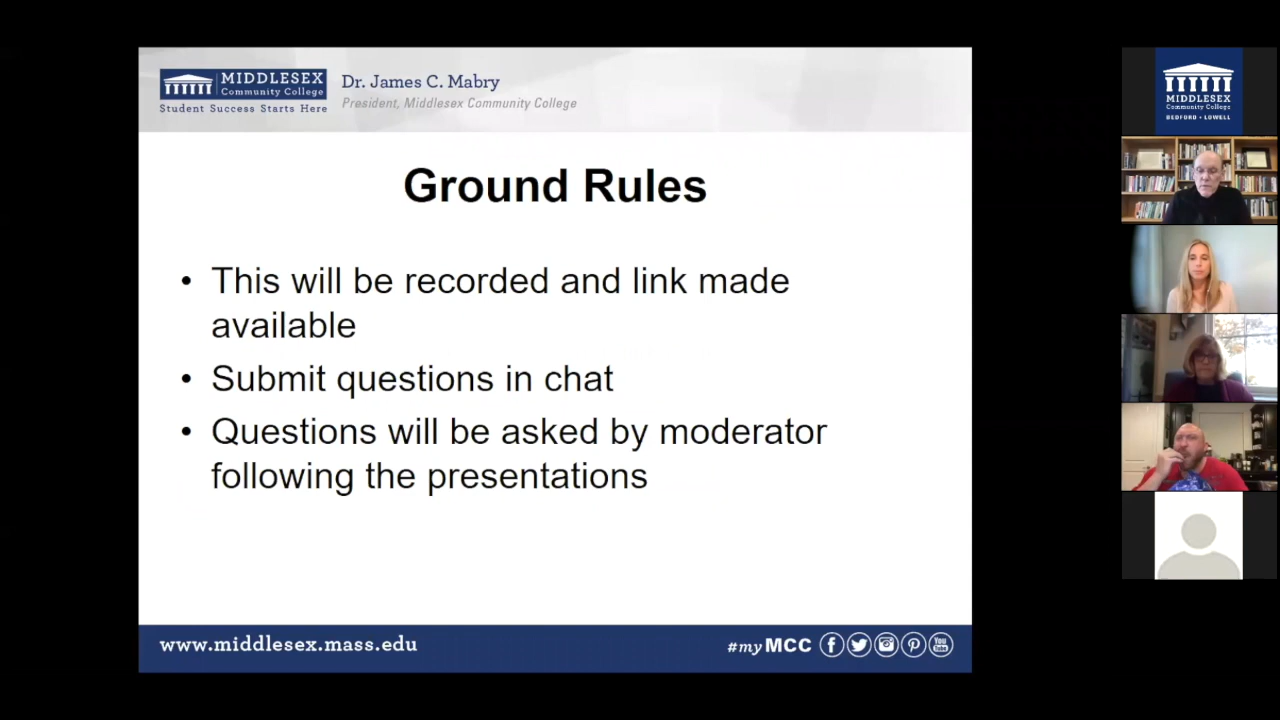 MIDDLESEX
Community College
Student Success Starts Here
Dr. James C. Mabry
President, Middlesex Community College
Ground Rules
• This will be recorded and link made
available
• Submit questions in chat
• Questions will be asked by moderator
following the presentations
www.middlesex.mass.edu
#myMCC
You
Tube
MIDDLESEX
Community College
BEDFORD • LOWELL